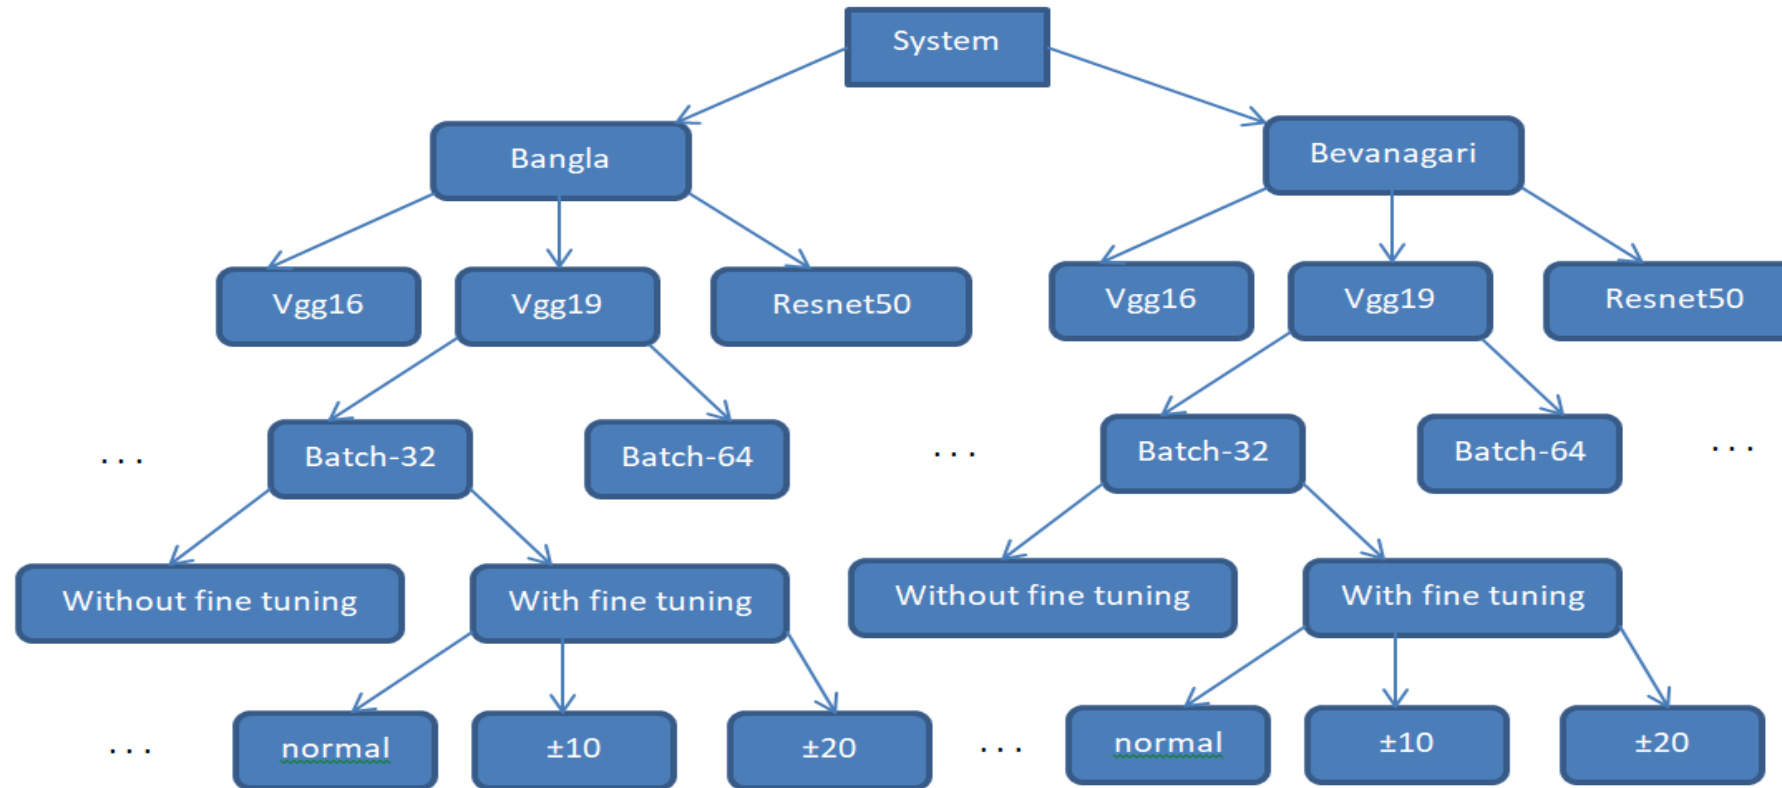 System
Bangla
Bevanagari
Vgg16
Vgg19
Resnet50
Vgg16
Vgg19
Resnet50
. . .
Batch-32
Batch-64
. . .
Batch-32
Batch-64
. . .
Without fine tuning
With fine tuning
Without fine tuning
With fine tuning
. . .
normal
±10
±20
. . .
normal
±10
±20